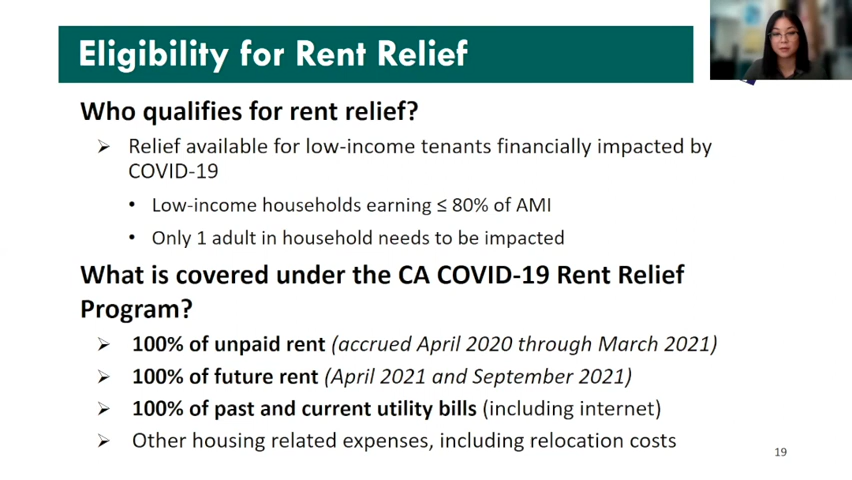 Eligibility for Rent Relief
Who qualifies for rent relief?
➢ Relief available for low-income tenants financially impacted by
COVID-19
• Low-income households earning ≤ 80% of AMI
• Only 1 adult in household needs to be impacted
What is covered under the CA COVID-19 Rent Relief
Program?
➢ 100% of unpaid rent (accrued April 2020 through March 2021)
➢ 100% of future rent (April 2021 and September 2021)
➢ 100% of past and current utility bills (including internet)
➢ Other housing related expenses, including relocation costs
19